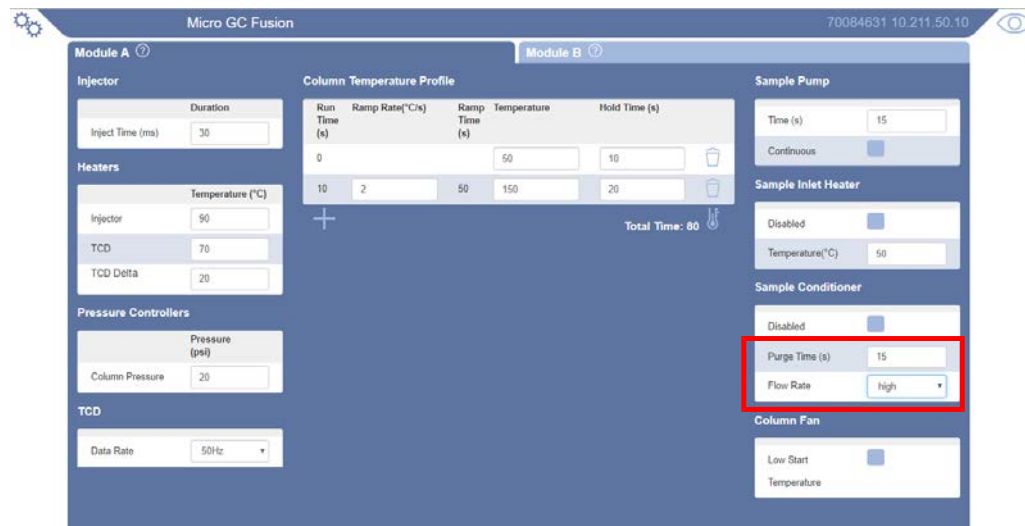 Micro GC Fusion
70084631 10.211.50.10
Module A ?
Module B ?
Injector
Duration
Inject Time (ms) 30
Heaters
Temperature (°C)
Injector 90
TCD 70
TCD Delta 20
Pressure Controllers
Pressure
(psi)
Column Pressure 20
TCD
Data Rate 50Hz
Column Temperature Profile
Run Ramp Rate(°C/s) Ramp Temperature Hold Time (s)
Time Time
(s) (s)
0 50 10
10 2 50 150 20
Total Time: 80
Sample Pump
Time (s) 15
Continuous
Sample Inlet Heater
Disabled
Temperature(°C) 50
Sample Conditioner
Disabled
Purge Time (s) 15
Flow Rate high
Column Fan
Low Start
Temperature